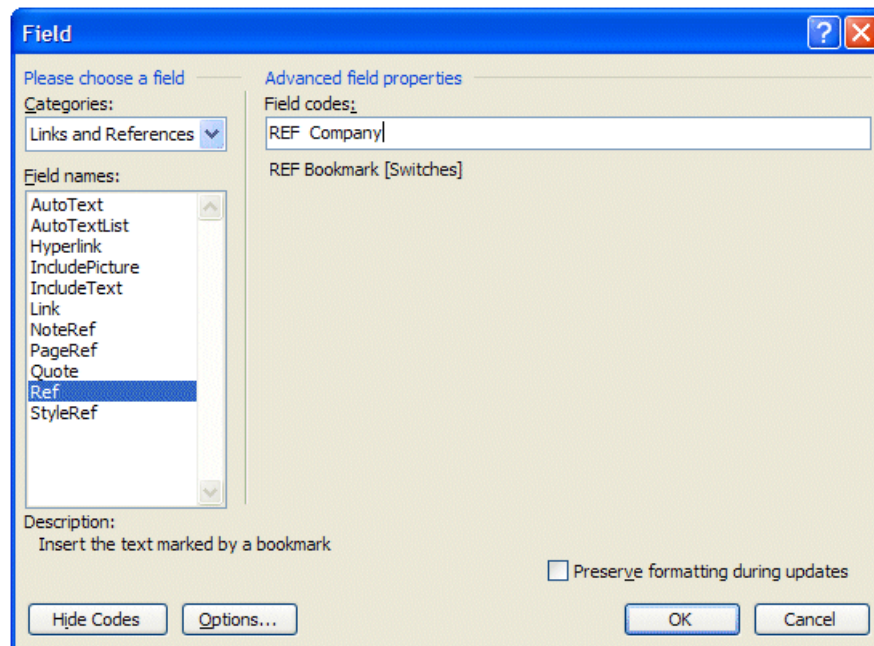 Field
Please choose a field
Advanced field properties
Categories:
Field codes:
Links and References
REF  Company
Field names:
REF Bookmark [Switches]
AutoText
AutoTextList
Hyperlink
IncludePicture
IncludeText
Link
NoteRef
PageRef
Quote
Ref
StyleRef
Description:
Insert the text marked by a bookmark
Preserve formatting during updates
Hide Codes
Options...
OK
Cancel